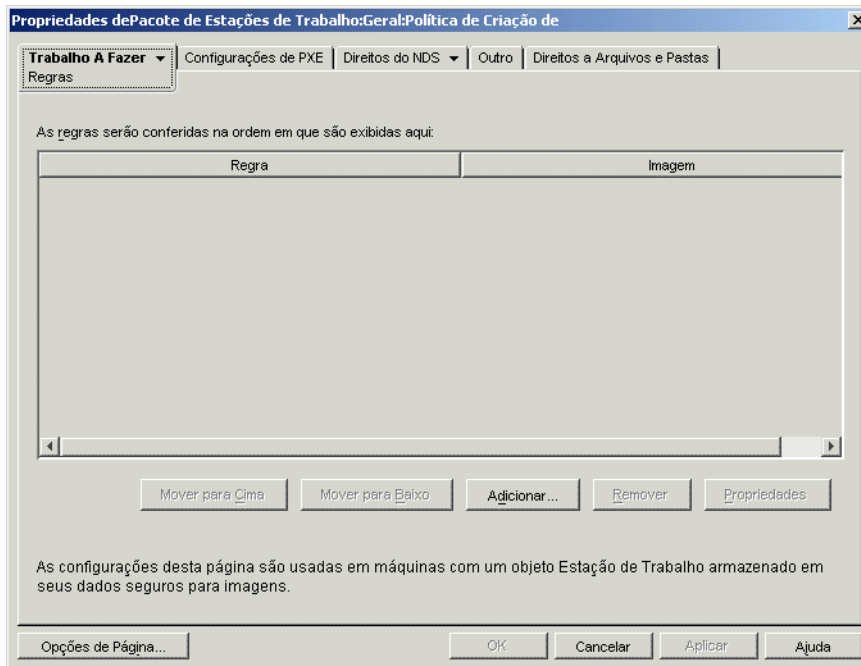 Propriedades dePacote de Estações de Trabalho:Geral:Política de Criação de
Trabalho A Fazer
Configurações de PXE
Direitos do NDS
Outro
Direitos a Arquivos e Pastas
Regras
As regras serão conferidas na ordem em que são exibidas aqui:
Regra
Imagem
Mover para Cima
Mover para Baixo
Adicionar...
Remover
Propriedades
As configurações desta página são usadas em máquinas com um objeto Estação de Trabalho armazenado em
seus dados seguros para imagens.
Opções de Página...
OK
Cancelar
Aplicar
Ajuda